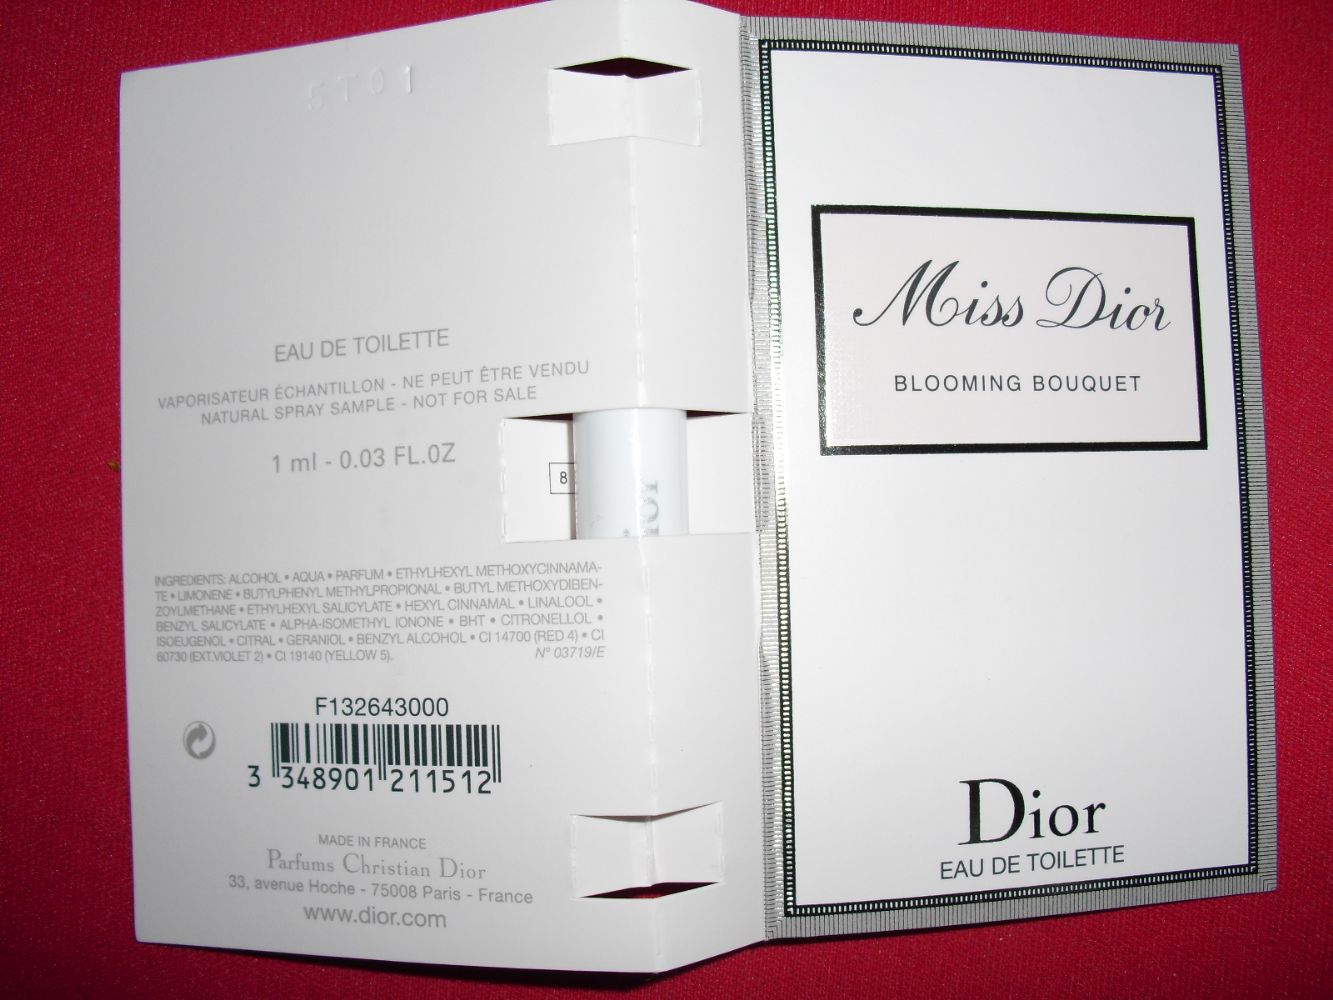 5T01
EAU DE TOILETTE
VAPORISATEUR ÉCHANTILLON - NE PEUT ÊTRE VENDU
NATURAL SPRAY SAMPLE - NOT FOR SALE
1 ml - 0.03 FL.OZ
8
INGREDIENTS: ALCOHOL • AQUA • PARFUM • ETHYLHEXYL METHOXYCINNAMA-
TE • LIMONENE • BUTYLPHENYL METHYLPROPIONAL • BUTYL METHOXYDIBEN-
ZOYLMETHANE • ETHYLHEXYL SALICYLATE • HEXYL CINNAMAL • LINALOOL •
BENZYL SALICYLATE • ALPHA-ISOMETHYL IONONE • BHT • CITRONELLOL •
ISOEUGENOL • CITRAL • GERANIOL • BENZYL ALCOHOL • CI 14700 (RED 4) • CI
60730 (EXT.VIOLET 2) • CI 19140 (YELLOW 5). N° 03719/E
F132643000
3 348901 211512
MADE IN FRANCE
Parfums Christian Dior
33, avenue Hoche - 75008 Paris - France
www.dior.com
Miss Dior
BLOOMING BOUQUET
Dior
EAU DE TOILETTE